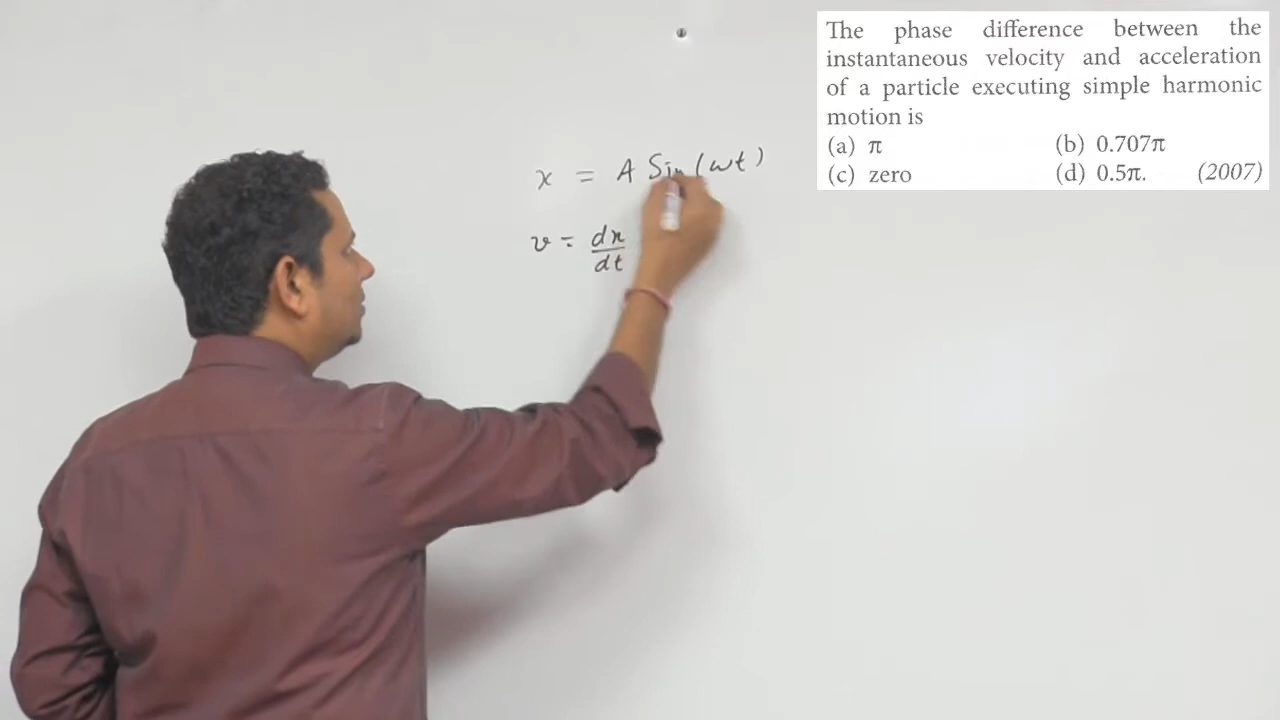 The phase difference between the
instantaneous velocity and acceleration
of a particle executing simple harmonic
motion is
(a) π (b) 0.707π
(c) zero (d) 0.5π. (2007)
x = A Sin(ωt)
v = dx/dt